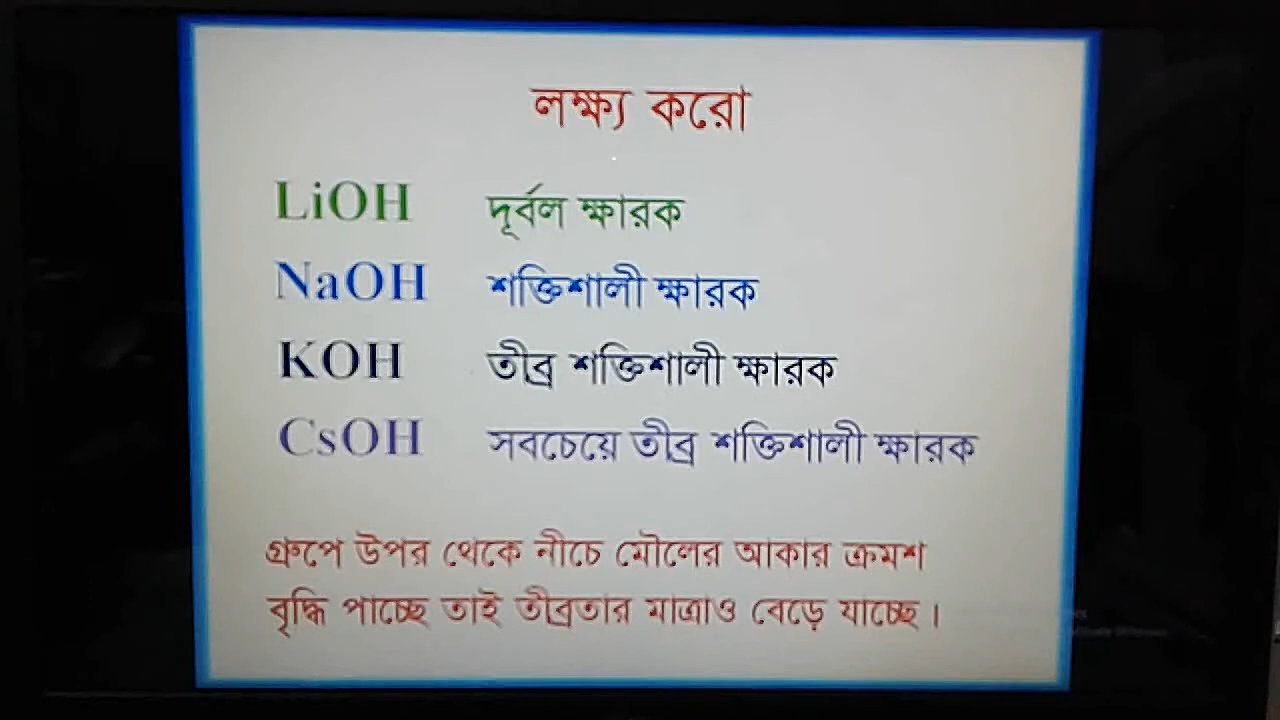 লক্ষ্য করো
LiOH দূর্বল ক্ষারক
NaOH শক্তিশালী ক্ষারক
KOH তীব্র শক্তিশালী ক্ষারক
CsOH সবচেয়ে তীব্র শক্তিশালী ক্ষারক
গ্রুপে উপর থেকে নীচে মৌলের আকার ক্রমশ
বৃদ্ধি পাচ্ছে তাই তীব্রতার মাত্রাও বেড়ে যাচ্ছে ।